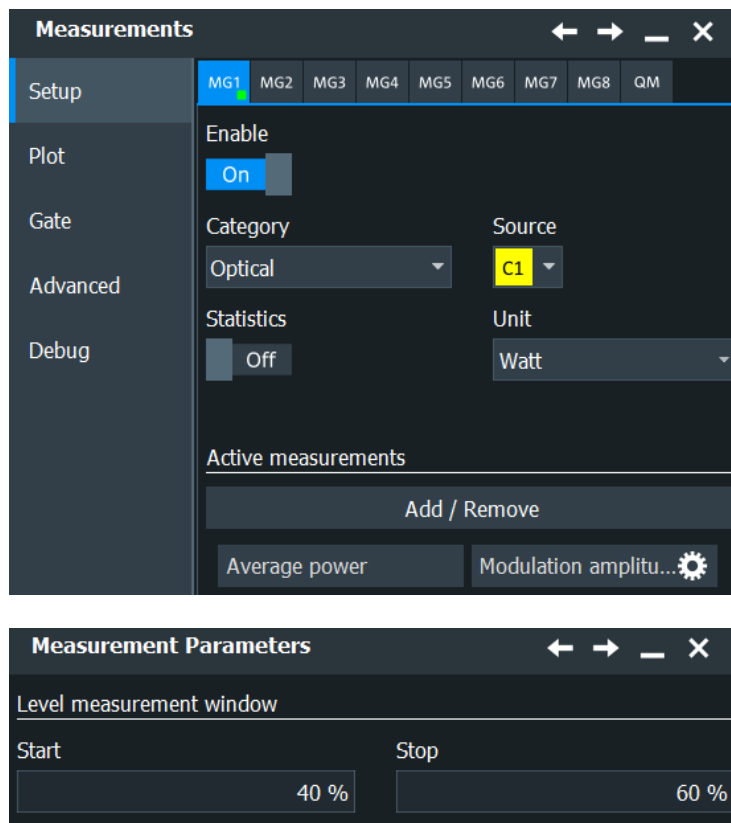 Measurements
Setup
Plot
Gate
Advanced
Debug
MG1 MG2 MG3 MG4 MG5 MG6 MG7 MG8 QM
Enable
On
Category Source
Optical C1
Statistics Unit
Off Watt
Active measurements
Add / Remove
Average power Modulation amplitu...
Measurement Parameters
Level measurement window
Start Stop
40 % 60 %